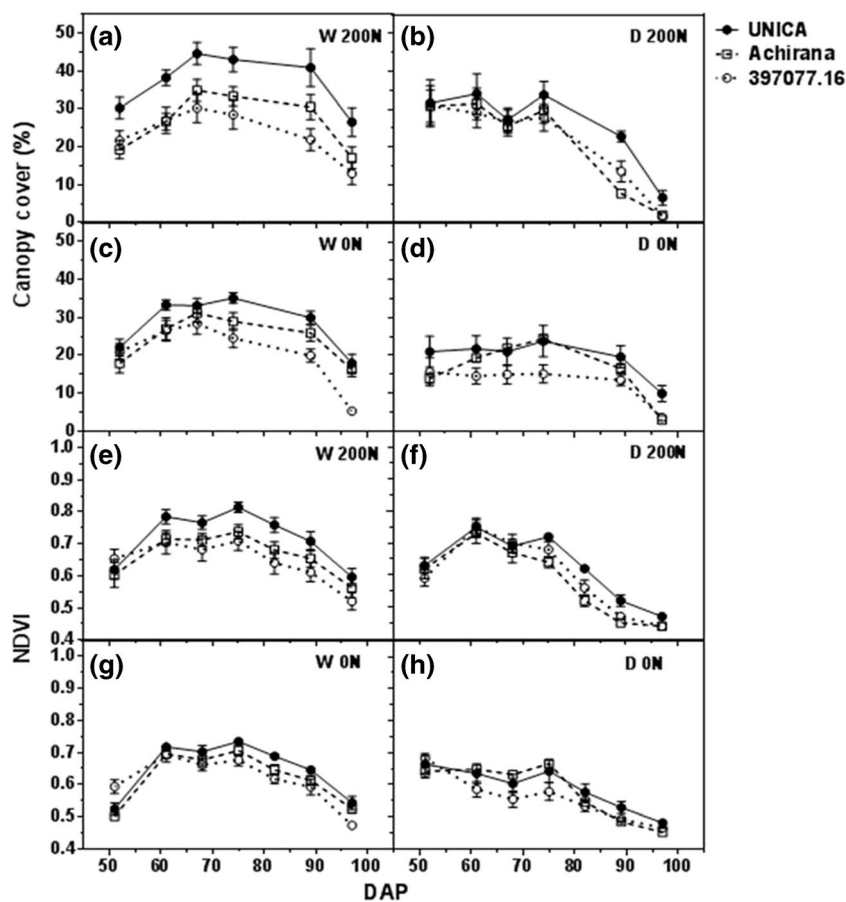 (a) W 200N
(b) D 200N
UNICA
Achirana
397077.16
50
40
30
20
10
0
Canopy cover (%)
(c) W 0N
(d) D 0N
50
40
30
20
10
0
(e) W 200N
(f) D 200N
1.0
0.9
0.8
0.7
0.6
0.5
0.4
NDVI
(g) W 0N
(h) D 0N
1.0
0.9
0.8
0.7
0.6
0.5
0.4
50 60 70 80 90 100
50 60 70 80 90 100
DAP